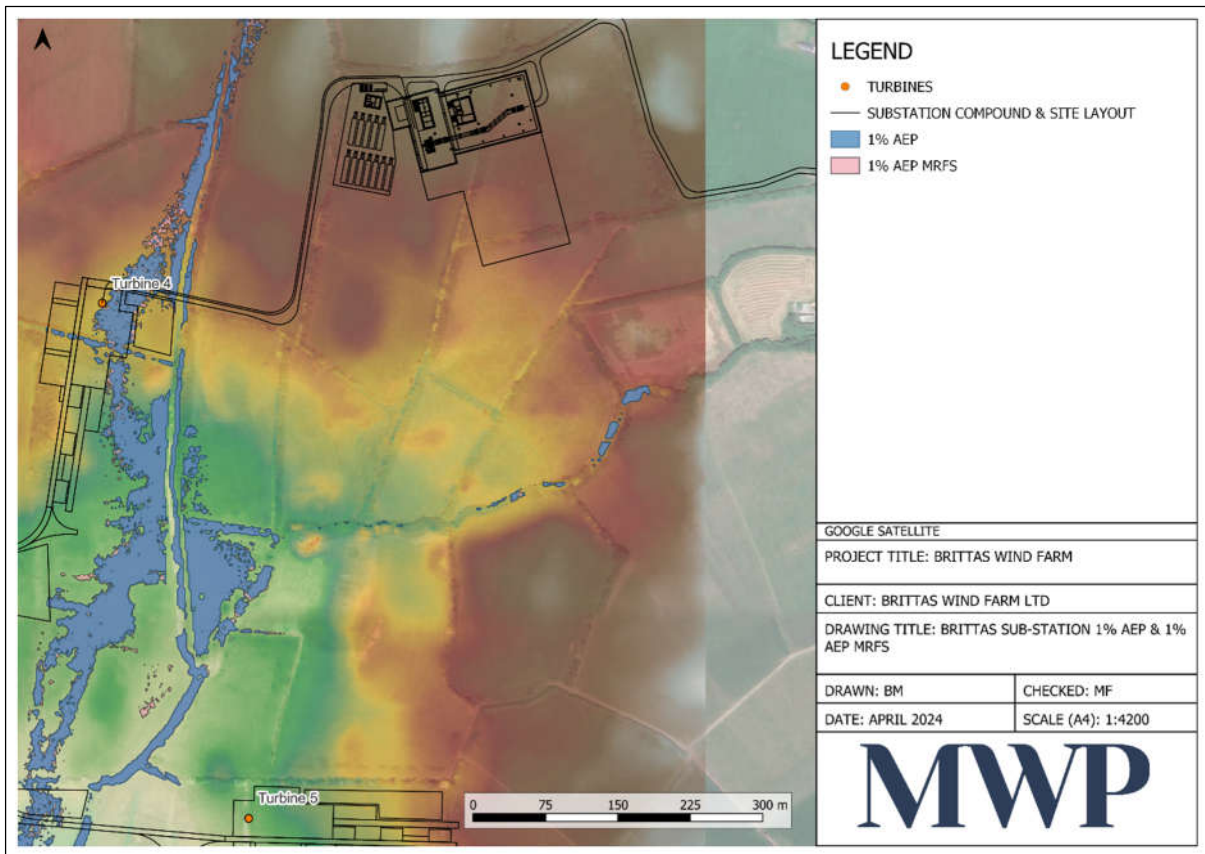 Turbine 4
Turbine 5
0 75 150 225 300 m
LEGEND
TURBINES
SUBSTATION COMPOUND & SITE LAYOUT
1% AEP
1% AEP MRFS
GOOGLE SATELLITE
PROJECT TITLE: BRITTAS WIND FARM
CLIENT: BRITTAS WIND FARM LTD
DRAWING TITLE: BRITTAS SUB-STATION 1% AEP & 1%
AEP MRFS
DRAWN: BM
CHECKED: MF
DATE: APRIL 2024
SCALE (A4): 1:4200
MWP